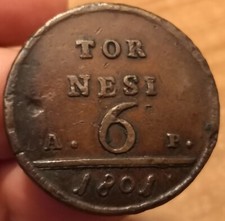 TOR
NESI
A. 6 P.
1801